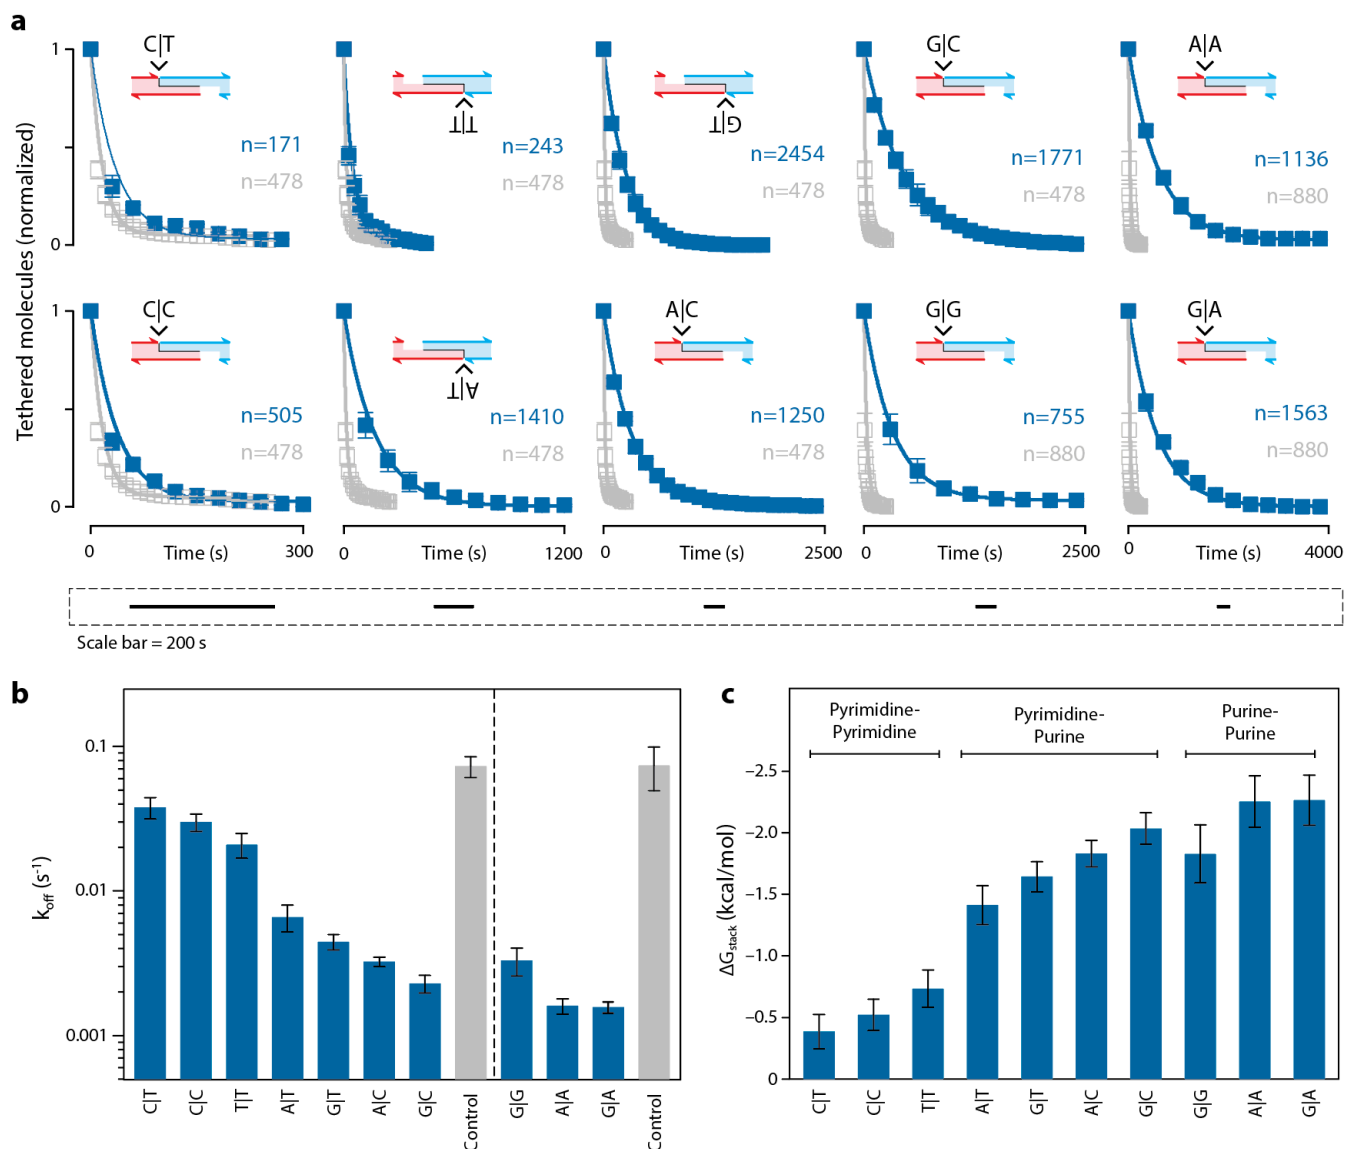 a
Tethered molecules (normalized)
1
0
C|T
n=171
n=478
T|T
n=243
n=478
G|T
n=2454
n=478
G|C
n=1771
n=478
A|A
n=1136
n=880
1
0
C|C
n=505
n=478
A|T
n=1410
n=478
A|C
n=1250
n=478
G|G
n=755
n=880
G|A
n=1563
n=880
0 Time (s) 300
0 Time (s) 1200
0 Time (s) 2500
0 Time (s) 2500
0 Time (s) 4000
Scale bar = 200 s
b
koff (s-1)
0.1
0.01
0.001
C|T
C|C
T|T
A|T
G|T
A|C
G|C
Control
G|G
A|A
G|A
Control
c
ΔGstack (kcal/mol)
Pyrimidine-
Pyrimidine
Pyrimidine-
Purine
Purine-
Purine
−2.5
−2.0
−1.5
−1.0
−0.5
0
C|T
C|C
T|T
A|T
G|T
A|C
G|C
G|G
A|A
G|A